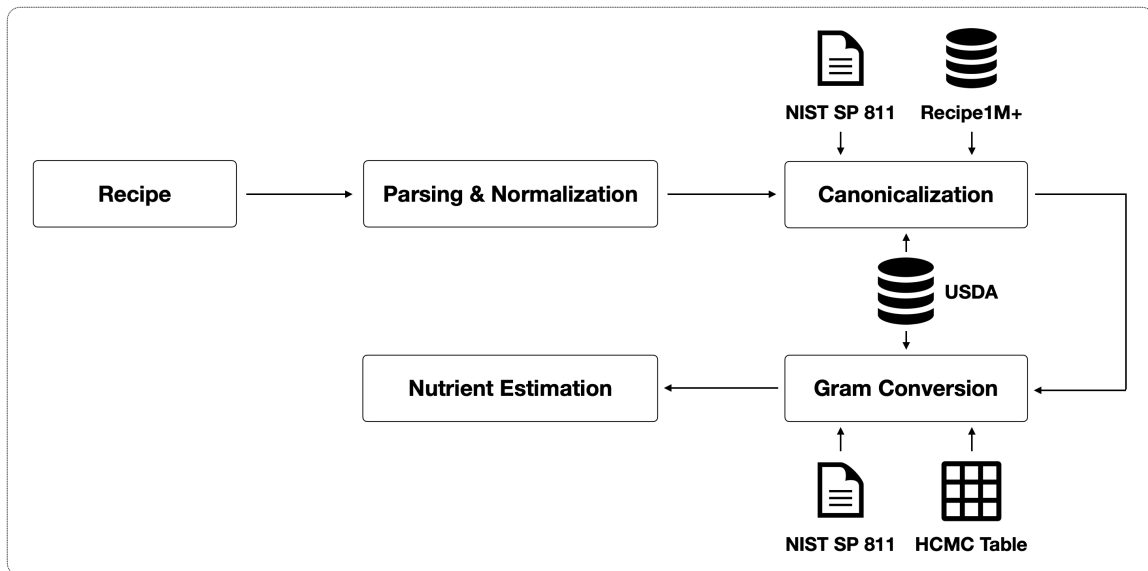 NIST SP 811
Recipe1M+
Recipe
Parsing & Normalization
Canonicalization
USDA
Nutrient Estimation
Gram Conversion
NIST SP 811
HCMC Table